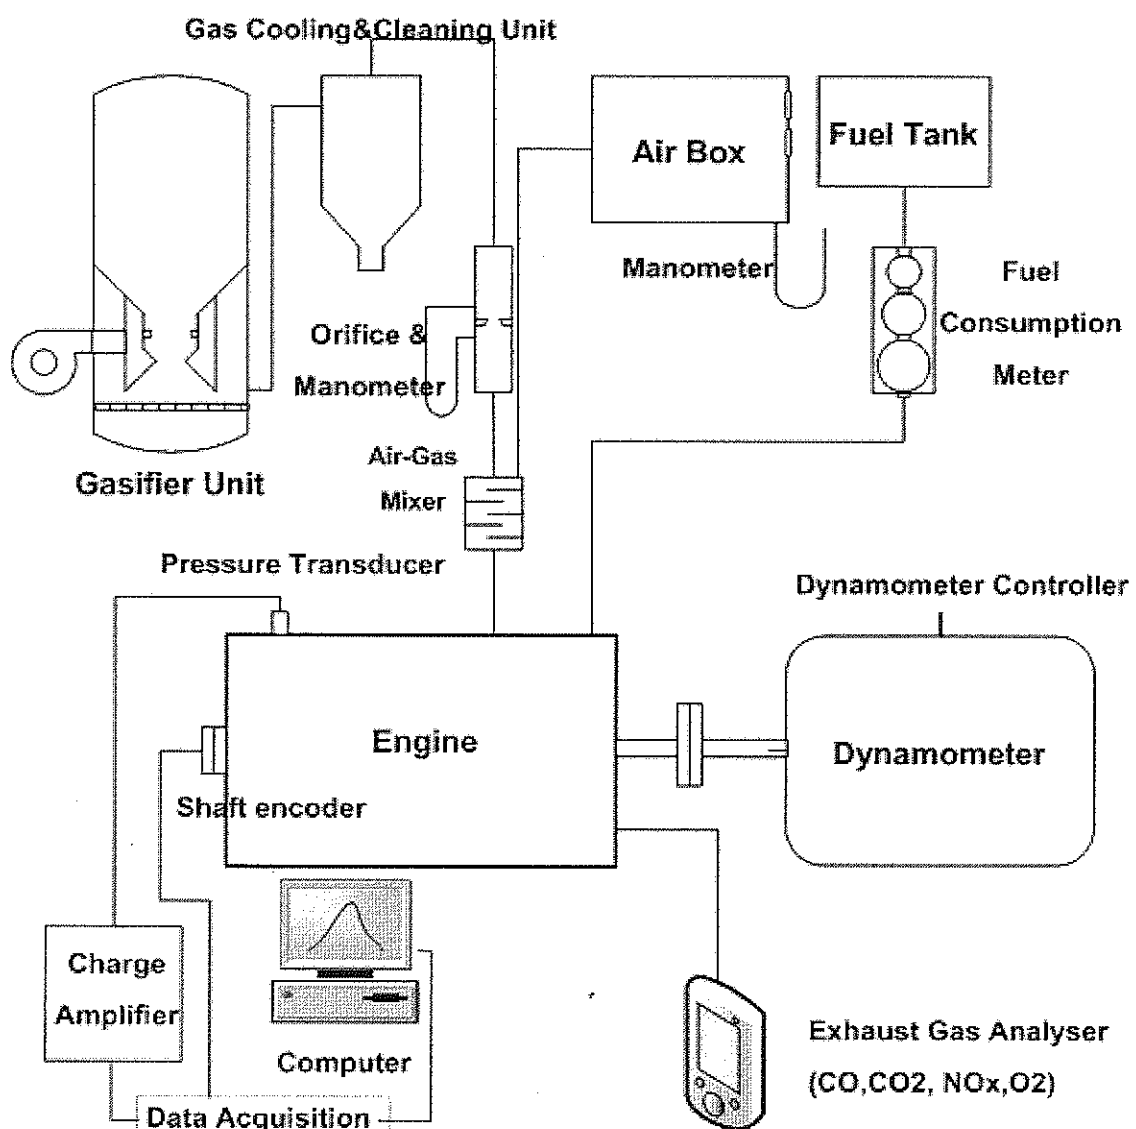 Gas Cooling&Cleaning Unit
Air Box
Fuel Tank
Manometer
Fuel
Consumption
Meter
Orifice &
Manometer
Gasifier Unit
Air-Gas
Mixer
Pressure Transducer
Dynamometer Controller
Engine
Dynamometer
Shaft encoder
Charge
Amplifier
Computer
Exhaust Gas Analyser
(CO,CO2, NOx,O2)
Data Acquisition